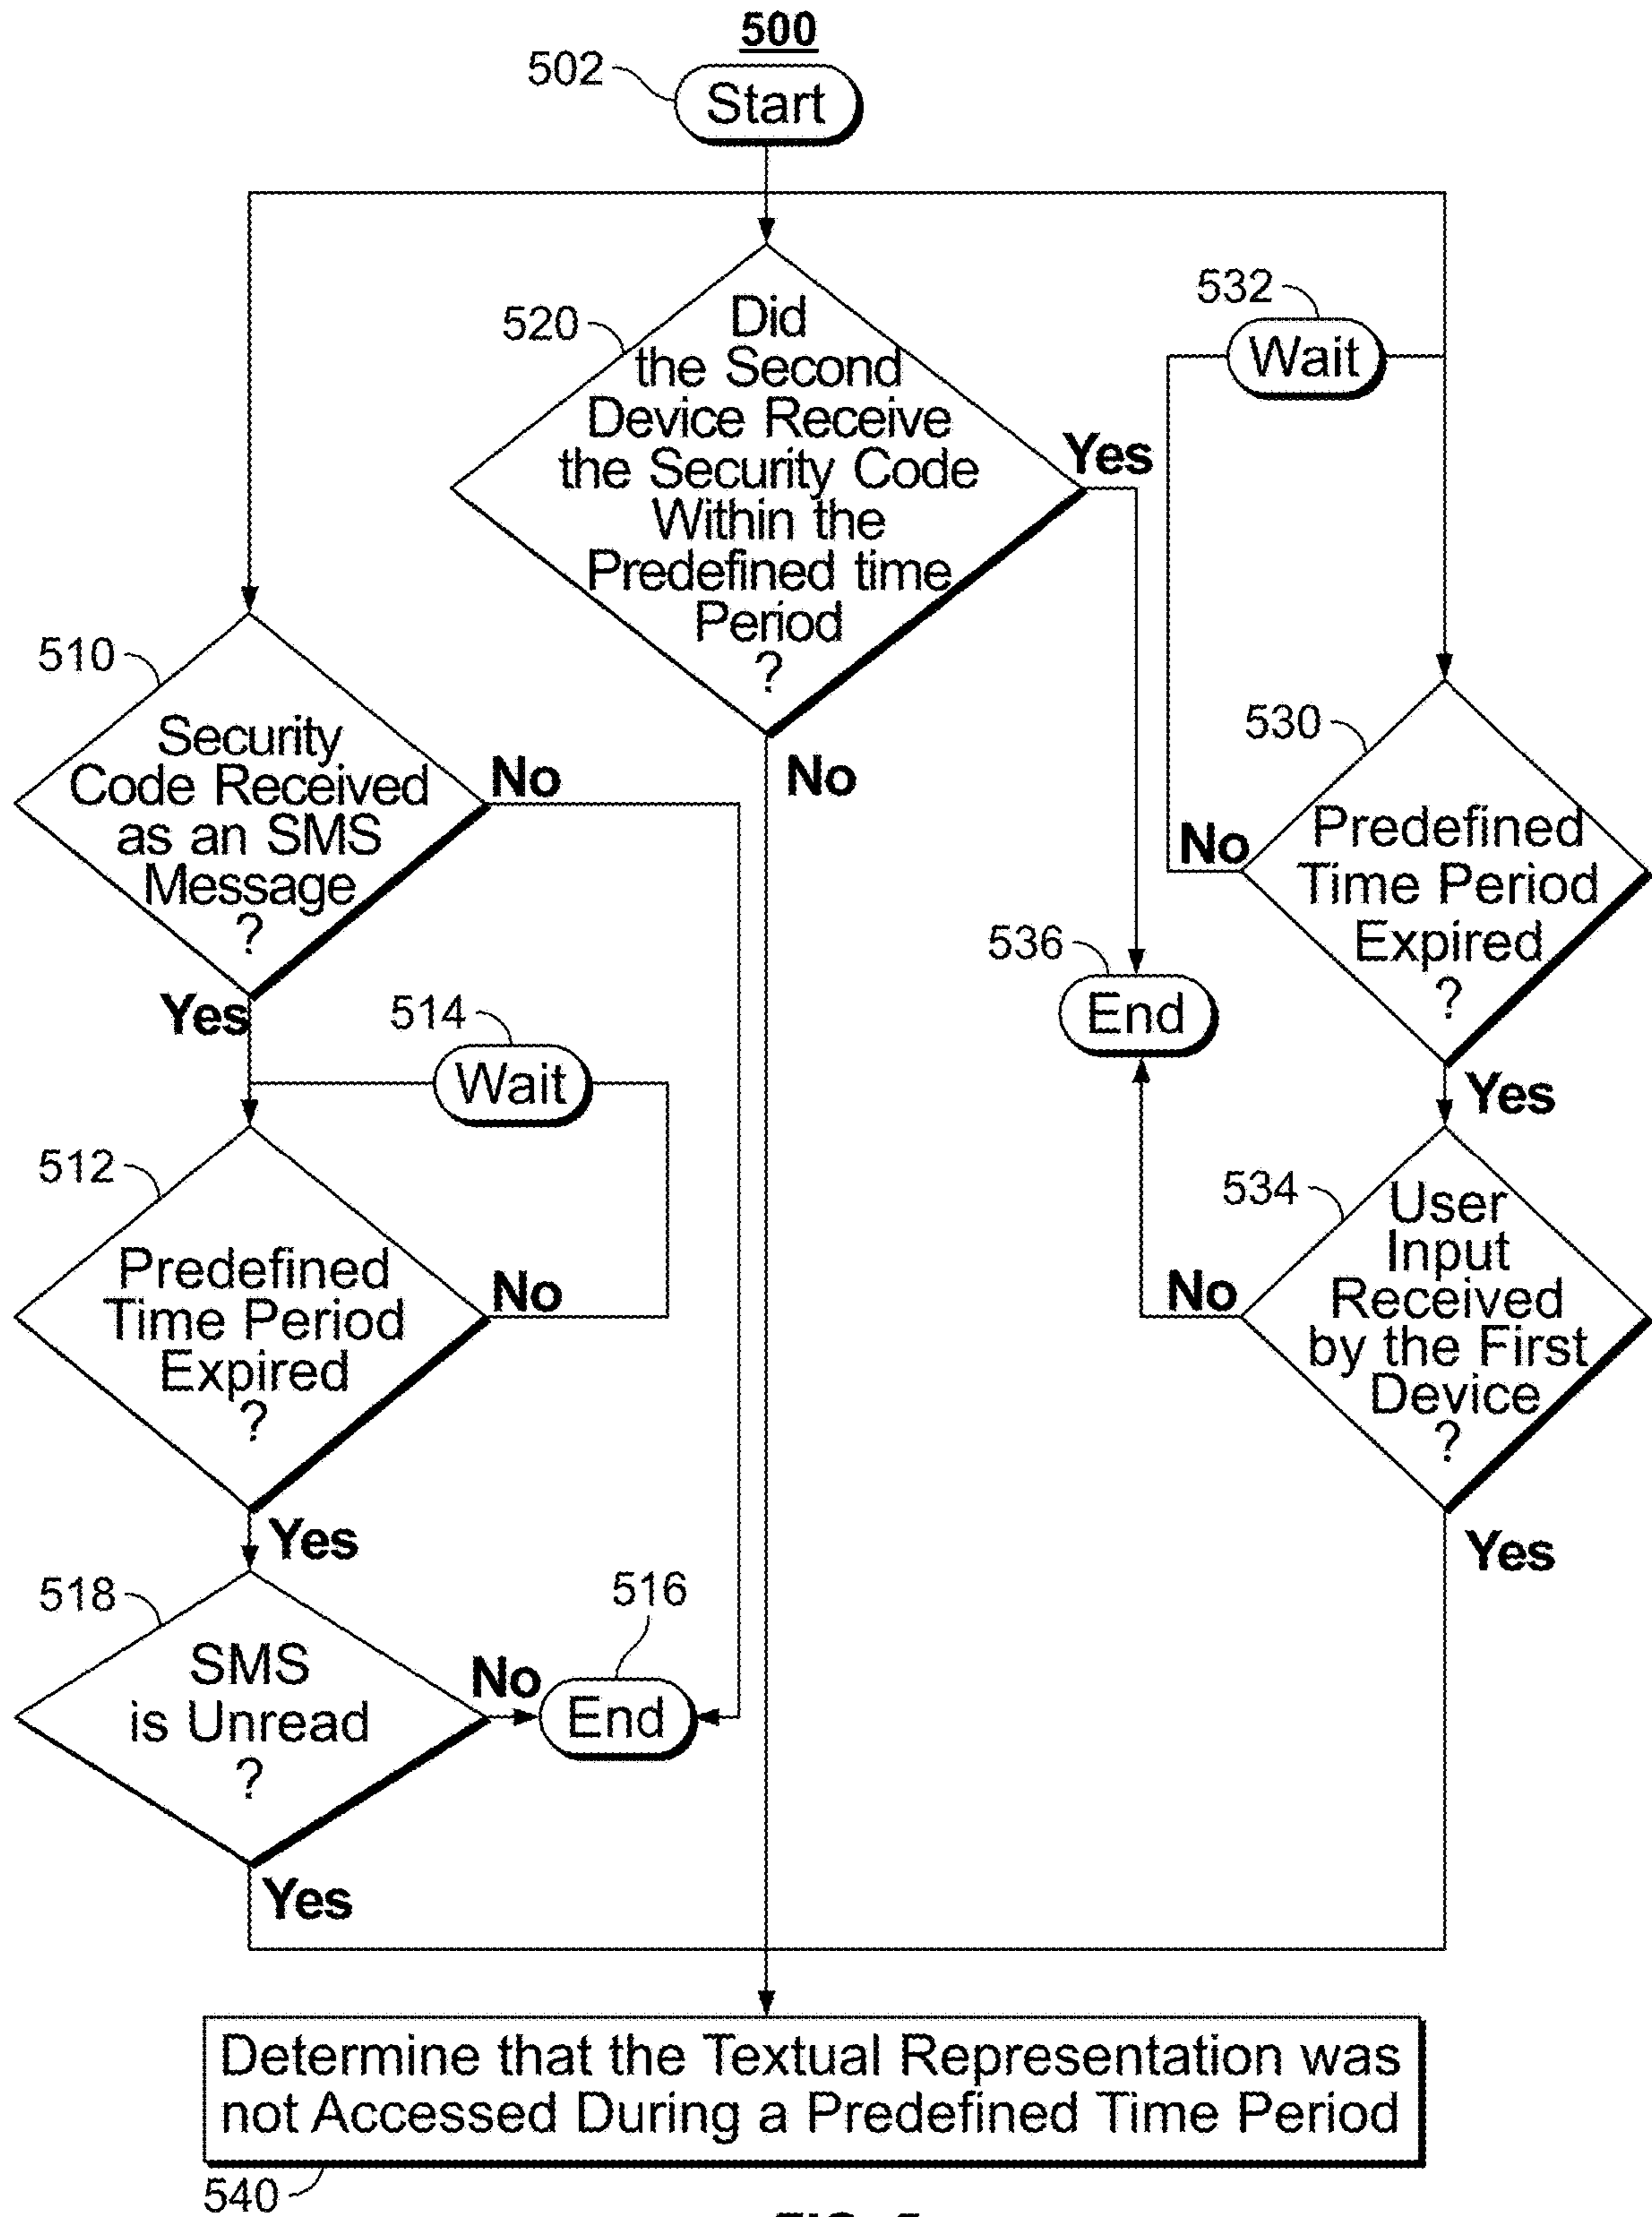 500
502
Start
520
Did
the Second
Device Receive
the Security Code
Within the
Predefined time
Period
?
Yes
No
532
Wait
510
Security
Code Received
as an SMS
Message
?
No
Yes
530
Predefined
Time Period
Expired
?
No
Yes
536
End
514
Wait
512
Predefined
Time Period
Expired
?
No
Yes
534
User
Input
Received
by the First
Device
?
No
Yes
518
SMS
is Unread
?
No
Yes
516
End
Determine that the Textual Representation was
not Accessed During a Predefined Time Period
540